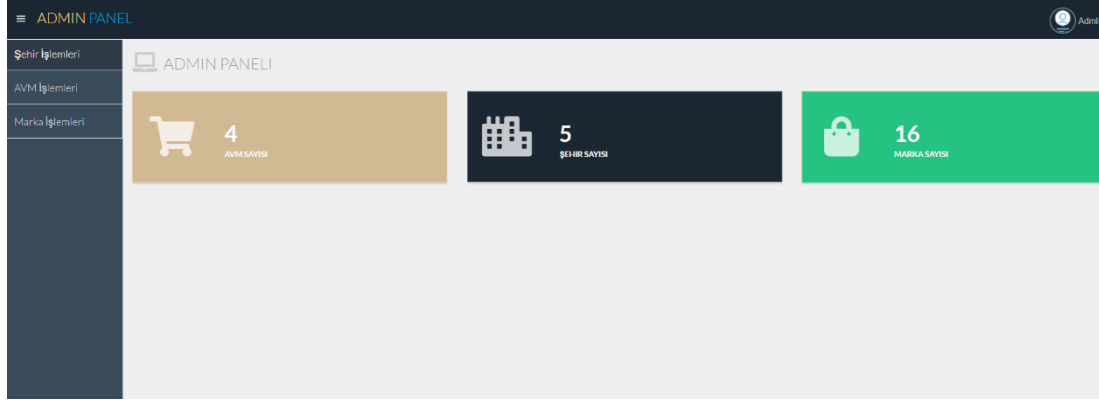 ≡ ADMIN PANEL
Admi
Şehir İşlemleri
AVM İşlemleri
Marka İşlemleri
ADMIN PANELI
4
AVM SAYISI
5
ŞEHIR SAYISI
16
MARKA SAYISI